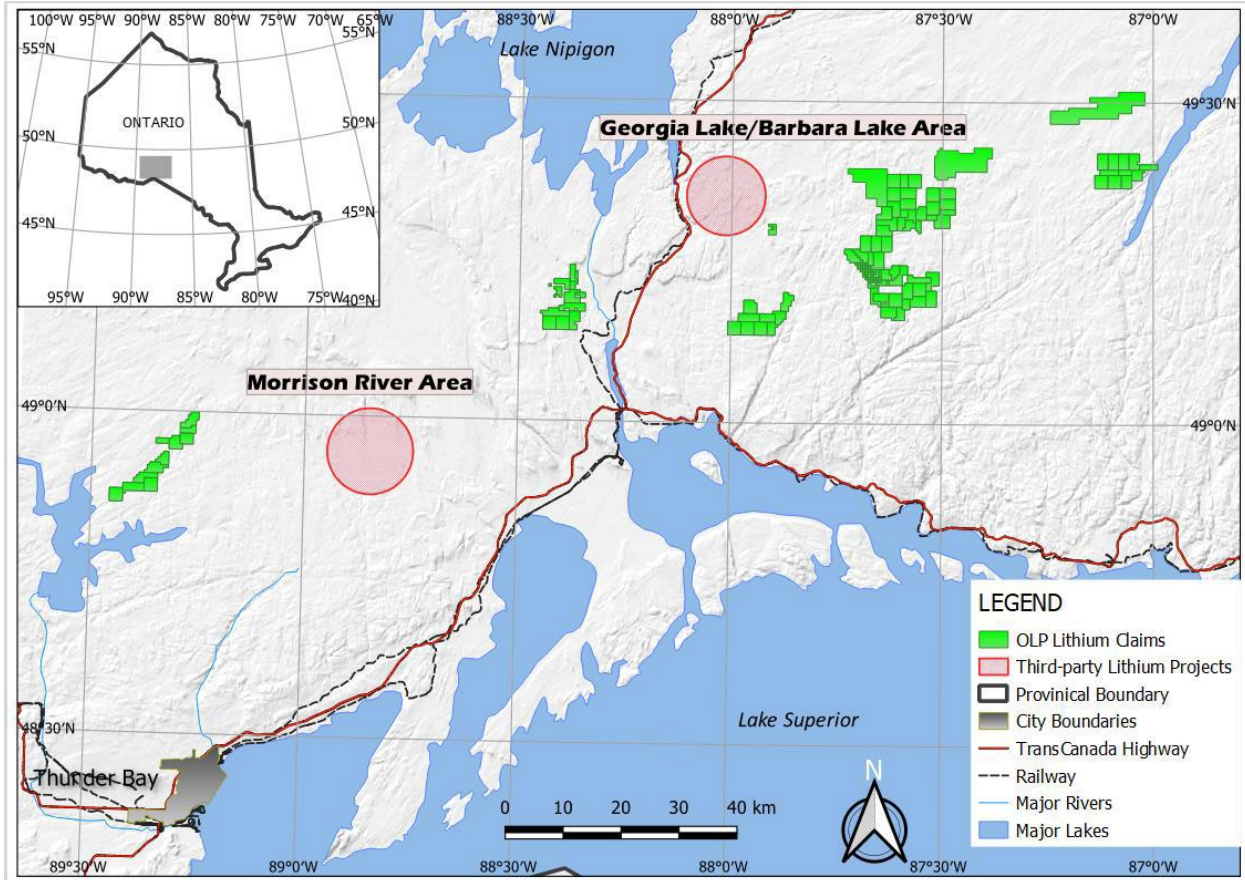 100°W 95°W 90°W 85°W 80°W 75°W 70°W 65°W
88°30'W 88°0'W 87°30'W 87°0'W
55°N 55°N
Lake Nipigon
ONTARIO
50°N 50°N
49°30'N
Georgia Lake/Barbara Lake Area
45°N 45°N
40°N
95°W 90°W 85°W 80°W 75°W
Morrison River Area
49°0'N 49°0'N
LEGEND
OLP Lithium Claims
Third-party Lithium Projects
Provinical Boundary
City Boundaries
TransCanada Highway
Railway
Major Rivers
Major Lakes
Lake Superior
48°30'N
Thunder Bay
N
0 10 20 30 40 km
89°30'W 89°0'W 88°30'W 88°0'W 87°30'W 87°0'W